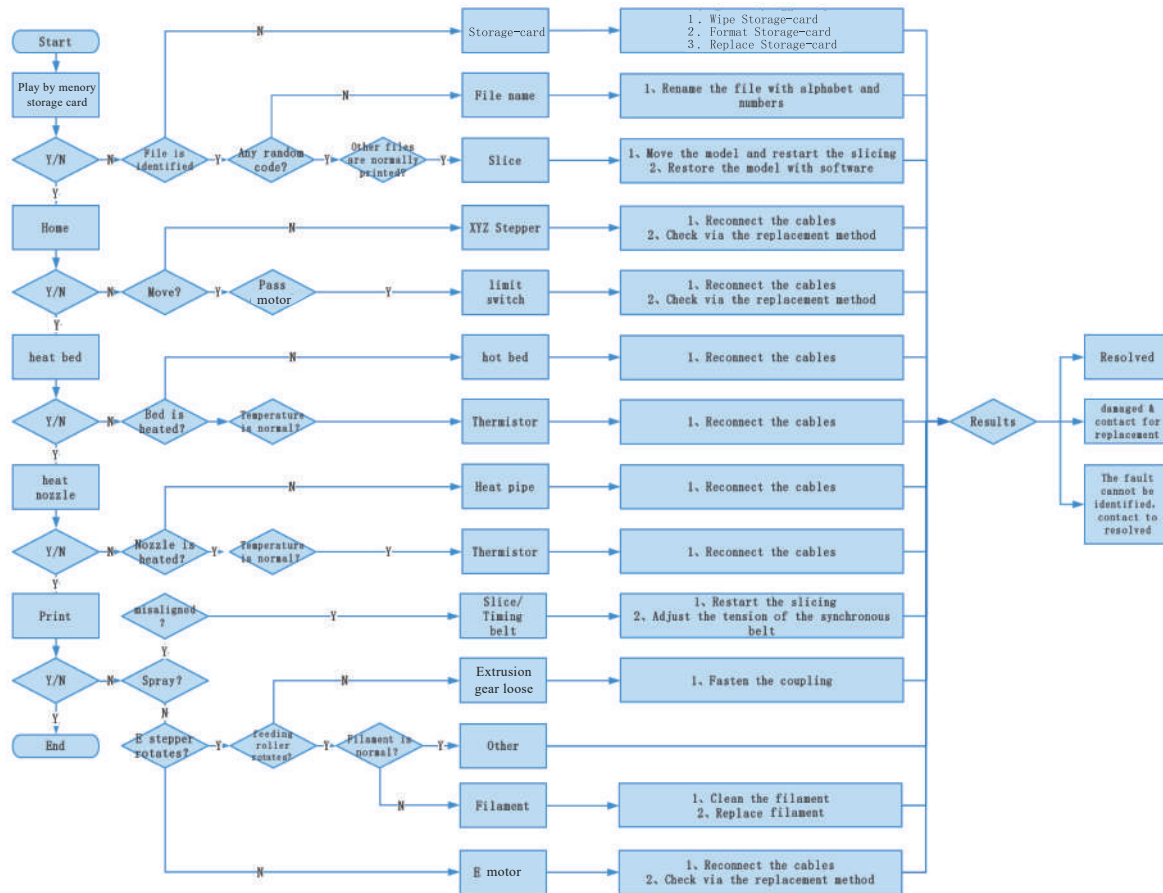 Start
N
Storage-card
1. Wipe Storage-card
2. Format Storage-card
3. Replace Storage-card
Play by menory
storage card
N
File name
1、Rename the file with alphabet and
numbers
Y/N
N
File is
identified
Y
Any random
code?
Y
Other files
are normally
printed?
Y
Slice
1、Move the model and restart the slicing
2、Restore the model with software
Y
Home
N
XYZ Stepper
1、Reconnect the cables
2、Check via the replacement method
Y/N
N
Move?
Y
Pass
motor
Y
limit
switch
1、Reconnect the cables
2、Check via the replacement method
Y
heat bed
N
hot bed
1、Reconnect the cables
Resolved
Y/N
N
Bed is
heated?
Temperature
is normal?
Thermistor
1、Reconnect the cables
Results
damaged &
contact for
replacement
Y
heat
nozzle
N
Heat pipe
1、Reconnect the cables
The fault
cannot be
identified,
contact to
resolved
Y/N
N
Nozzle is
heated?
Y
Temperature
is normal?
Y
Thermistor
1、Reconnect the cables
Y
Print
misaligned
?
Y
Slice/
Timing
belt
1、Restart the slicing
2、Adjust the tension of the synchronous
belt
Y
Y/N
N
Spray?
N
Extrusion
gear loose
1、Fasten the coupling
Y
N
End
E stepper
rotates?
Y
feeding
roller
rotates?
Y
Filament is
normal?
Y
Other
N
Filament
1、Clean the filament
2、Replace filament
N
E motor
1、Reconnect the cables
2、Check via the replacement method